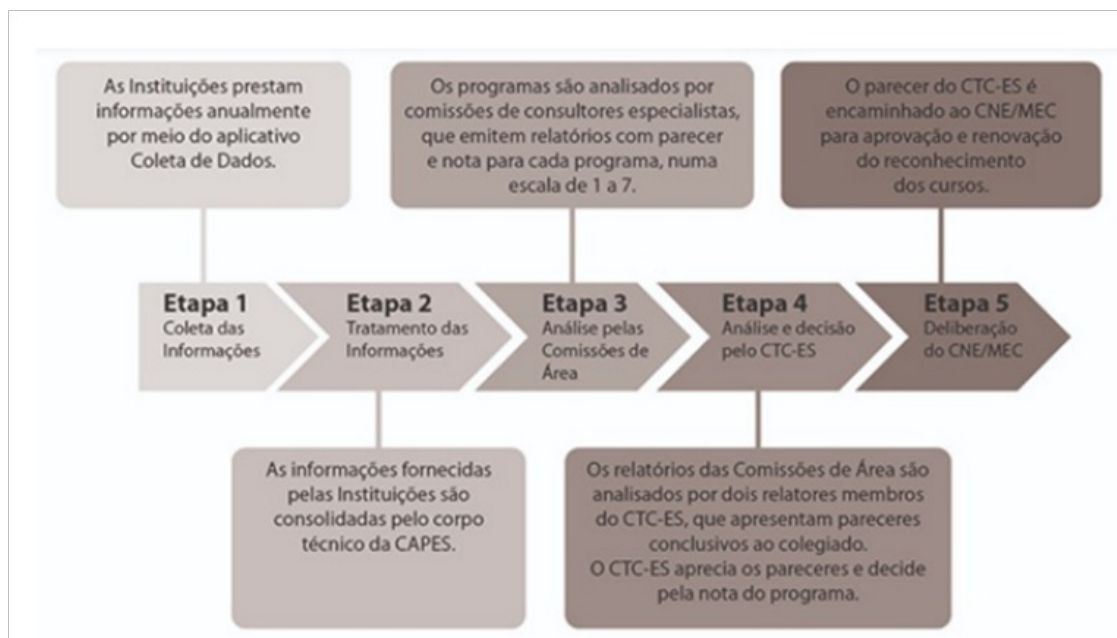 As Instituições prestam
informações anualmente
por meio do aplicativo
Coleta de Dados.
Os programas são analisados por
comissões de consultores especialistas,
que emitem relatórios com parecer
e nota para cada programa, numa
escala de 1 a 7.
O parecer do CTC-ES é
encaminhado ao CNE/MEC
para aprovação e renovação
do reconhecimento
dos cursos.
Etapa 1
Coleta das
Informações
Etapa 2
Tratamento das
Informações
Etapa 3
Análise pelas
Comissões de
Área
Etapa 4
Análise e decisão
pelo CTC-ES
Etapa 5
Deliberação
do CNE/MEC
As informações fornecidas
pelas Instituições são
consolidadas pelo corpo
técnico da CAPES.
Os relatórios das Comissões de Área são
analisados por dois relatores membros
do CTC-ES, que apresentam pareceres
conclusivos ao colegiado.
O CTC-ES aprecia os pareceres e decide
pela nota do programa.